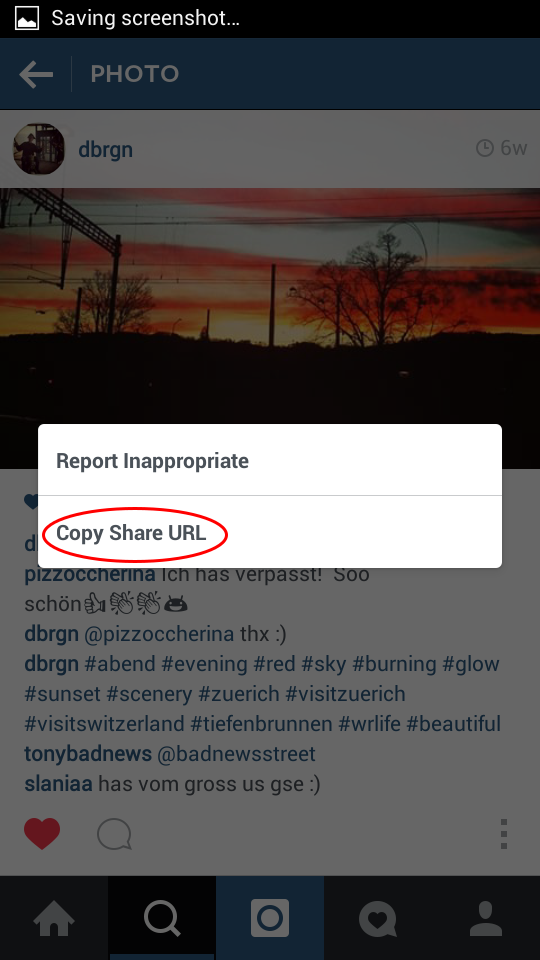 Saving screenshot...
PHOTO
dbrgn
6w
Report Inappropriate
Copy Share URL
pizzoccherina Ich has verpasst! Soo
schön
dbrgn @pizzoccherina thx :)
dbrgn #abend #evening #red #sky #burning #glow
#sunset #scenery #zuerich #visitzuerich
#visitswitzerland #tiefenbrunnen #wrlife #beautiful
tonybadnews @badnewsstreet
slaniaa has vom gross us gse :)